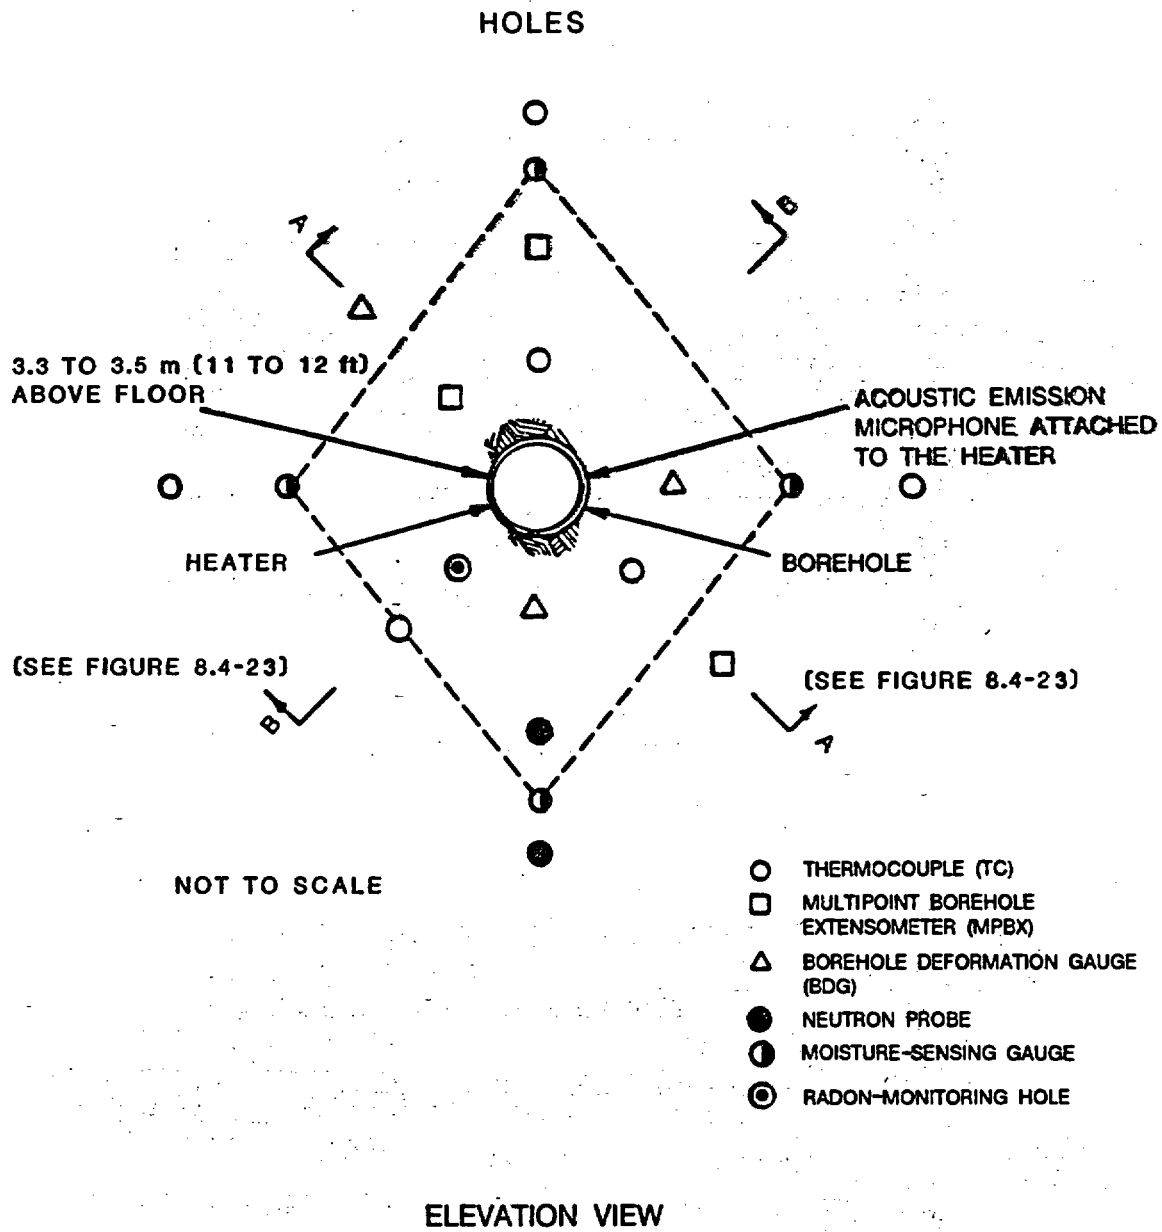 HOLES
A
B
3.3 TO 3.5 m (11 TO 12 ft)
ABOVE FLOOR
ACOUSTIC EMISSION
MICROPHONE ATTACHED
TO THE HEATER
HEATER
BOREHOLE
(SEE FIGURE 8.4-23)
(SEE FIGURE 8.4-23)
B
A
NOT TO SCALE
THERMOCOUPLE (TC)
MULTIPOINT BOREHOLE
EXTENSOMETER (MPBX)
BOREHOLE DEFORMATION GAUGE
(BDG)
NEUTRON PROBE
MOISTURE-SENSING GAUGE
RADON-MONITORING HOLE
ELEVATION VIEW